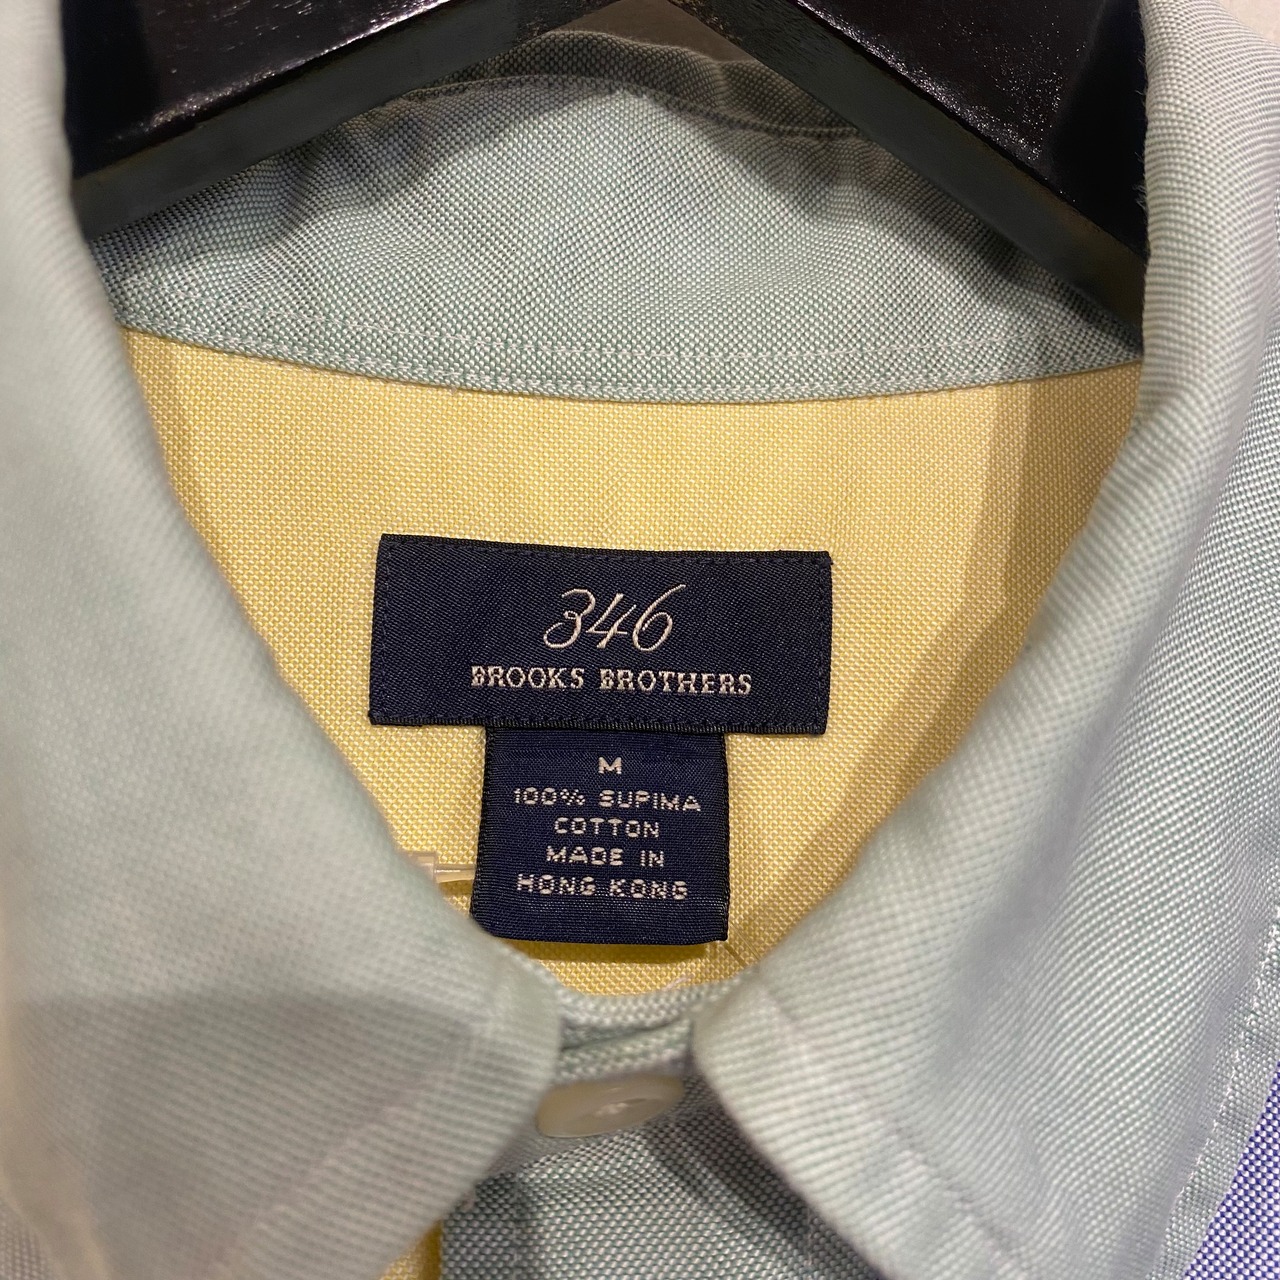 346
BROOKS BROTHERS
M
100% SUPIMA
COTTON
MADE IN
HONG KONG